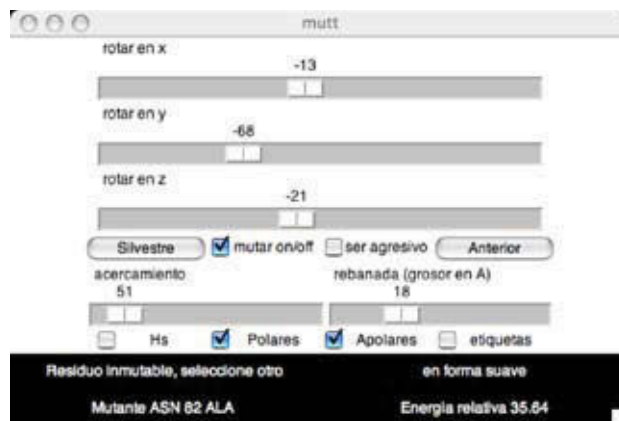 mutt
rotar en x
-13
rotar en y
-68
rotar en z
-21
Silvestre mutar on/off ser agresivo Anterior
acercamiento rebanada (grosor en A)
51 18
Hs Polares Apolares etiquetas
Residuo inmutable, seleccione otro en forma suave
Mutante ASN 82 ALA Energia relativa 35.64